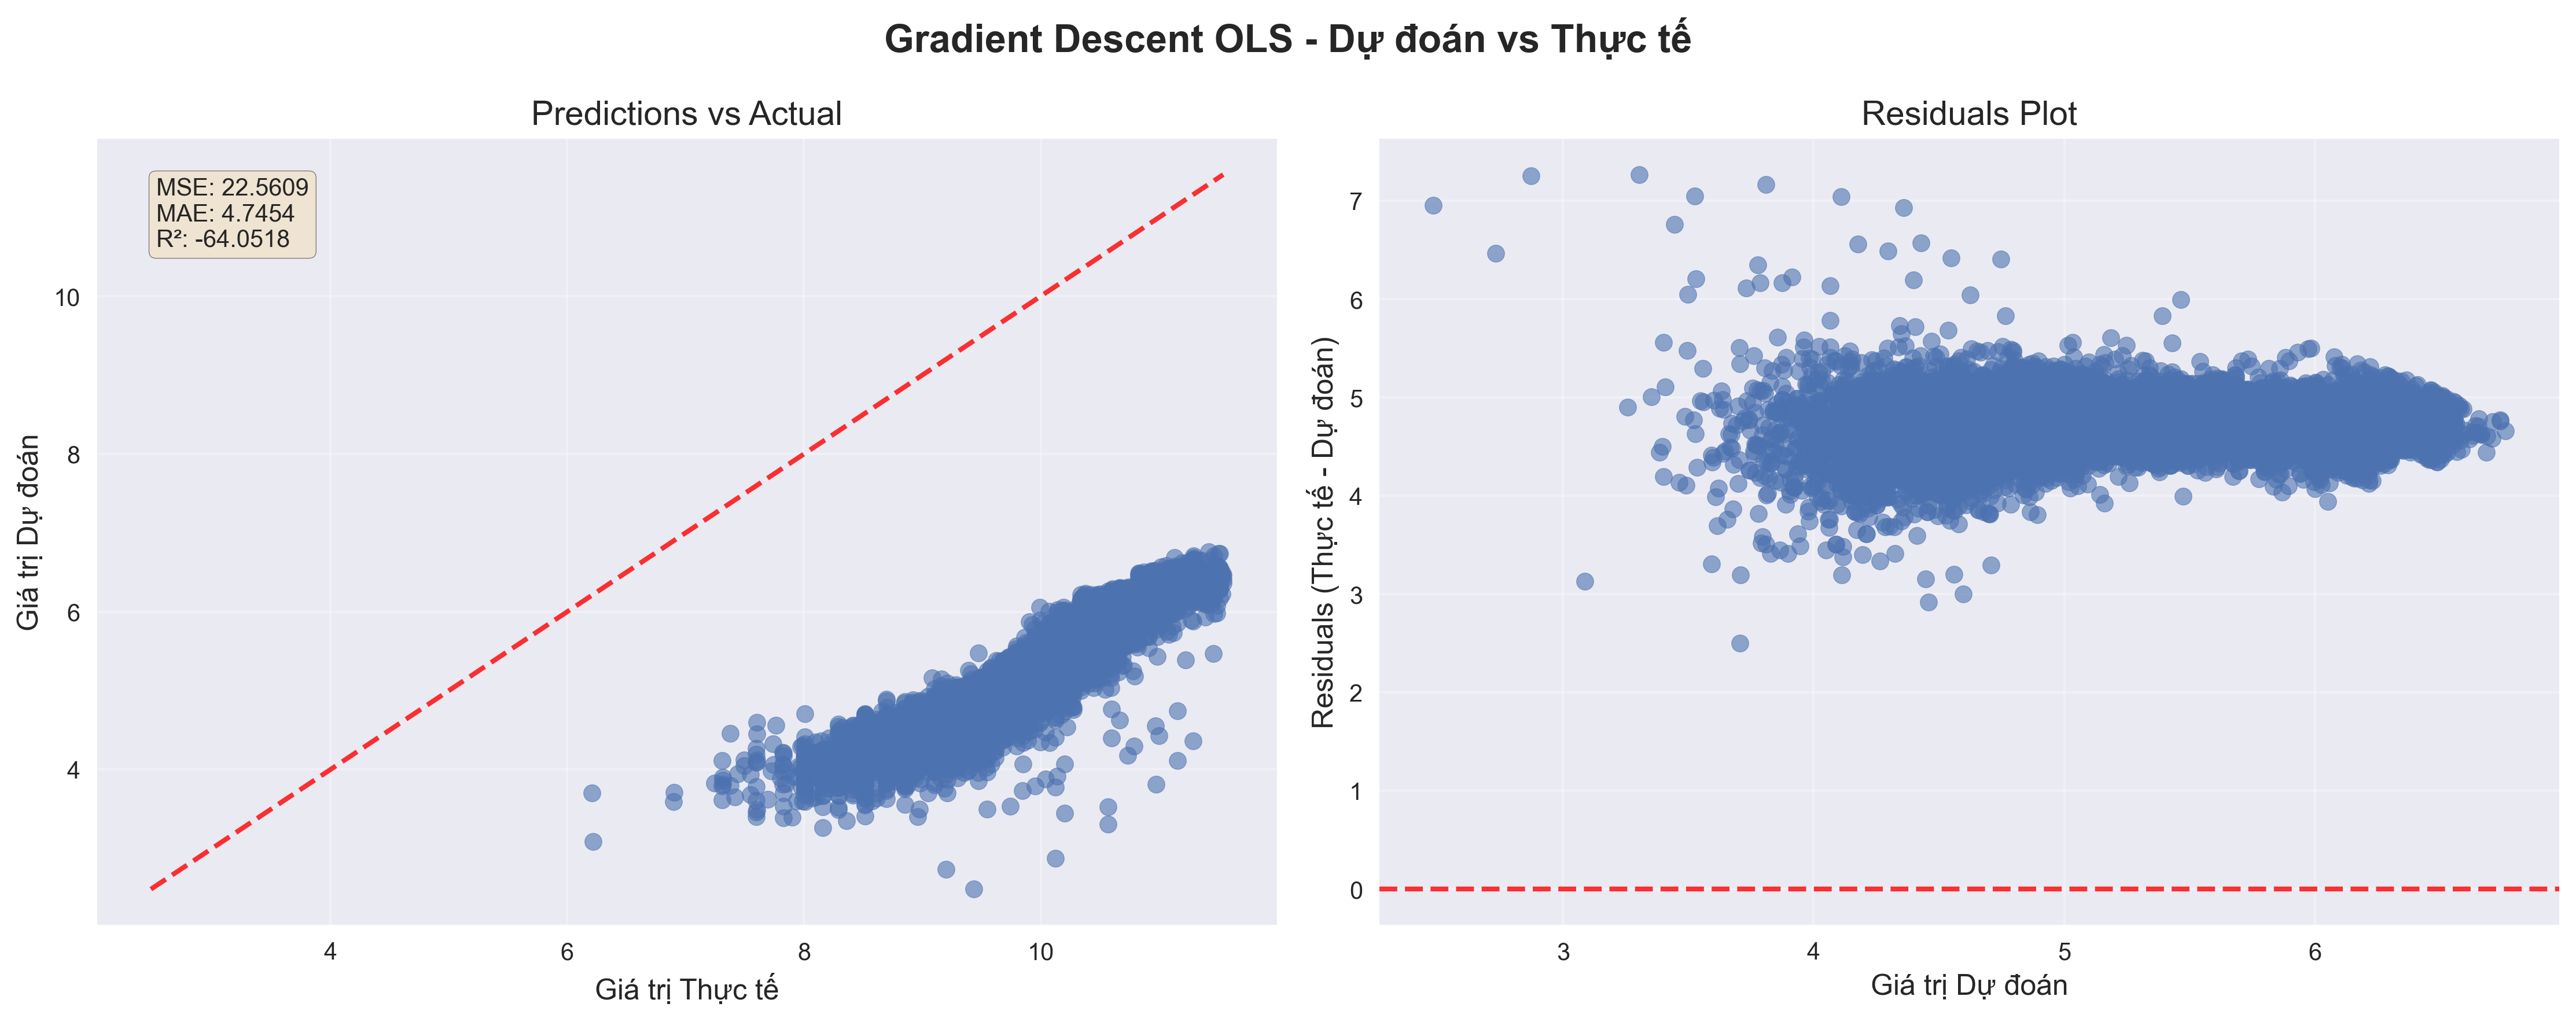 Gradient Descent OLS - Dự đoán vs Thực tế
Predictions vs Actual
MSE: 22.5609
MAE: 4.7454
R²: -64.0518
Giá trị Dự đoán
10
8
6
4
4
6
8
10
Giá trị Thực tế
Residuals Plot
Residuals (Thực tế - Dự đoán)
7
6
5
4
3
2
1
0
3
4
5
6
Giá trị Dự đoán